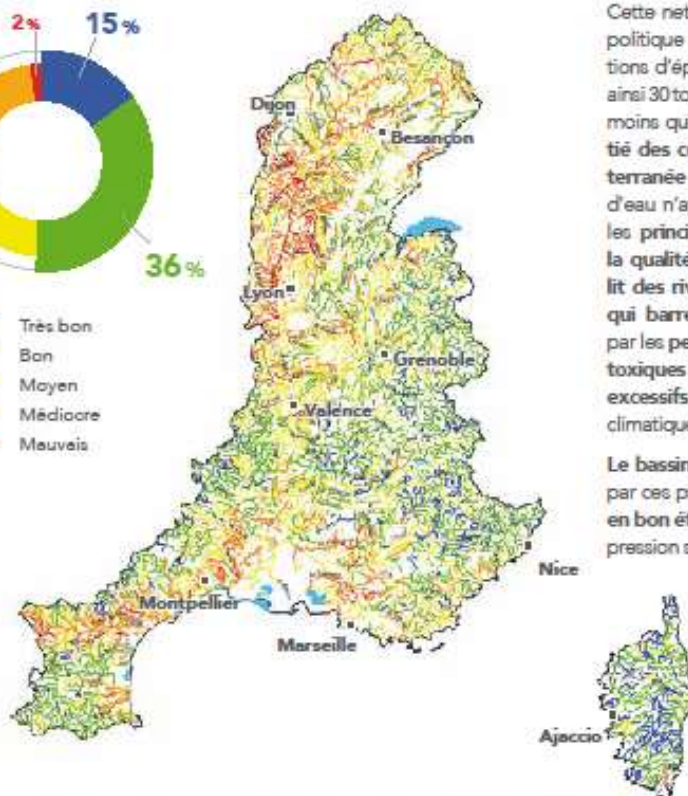 2%
15%
36%
Très bon
Bon
Moyen
Médiocre
Mauvais
Dijon
Besançon
Lyon
Grenoble
Valence
Montpellier
Marseille
Nice
Ajaccio
Cette net
politique
tions d'ép
ainsi 30 to
moins qu
tié des c
terranée
d'eau n'a
les princi
la qualité
lit des riv
qui barre
par les pe
toxiques
excessifs
climatique
Le bassin
par ces p
en bon ét
pression s